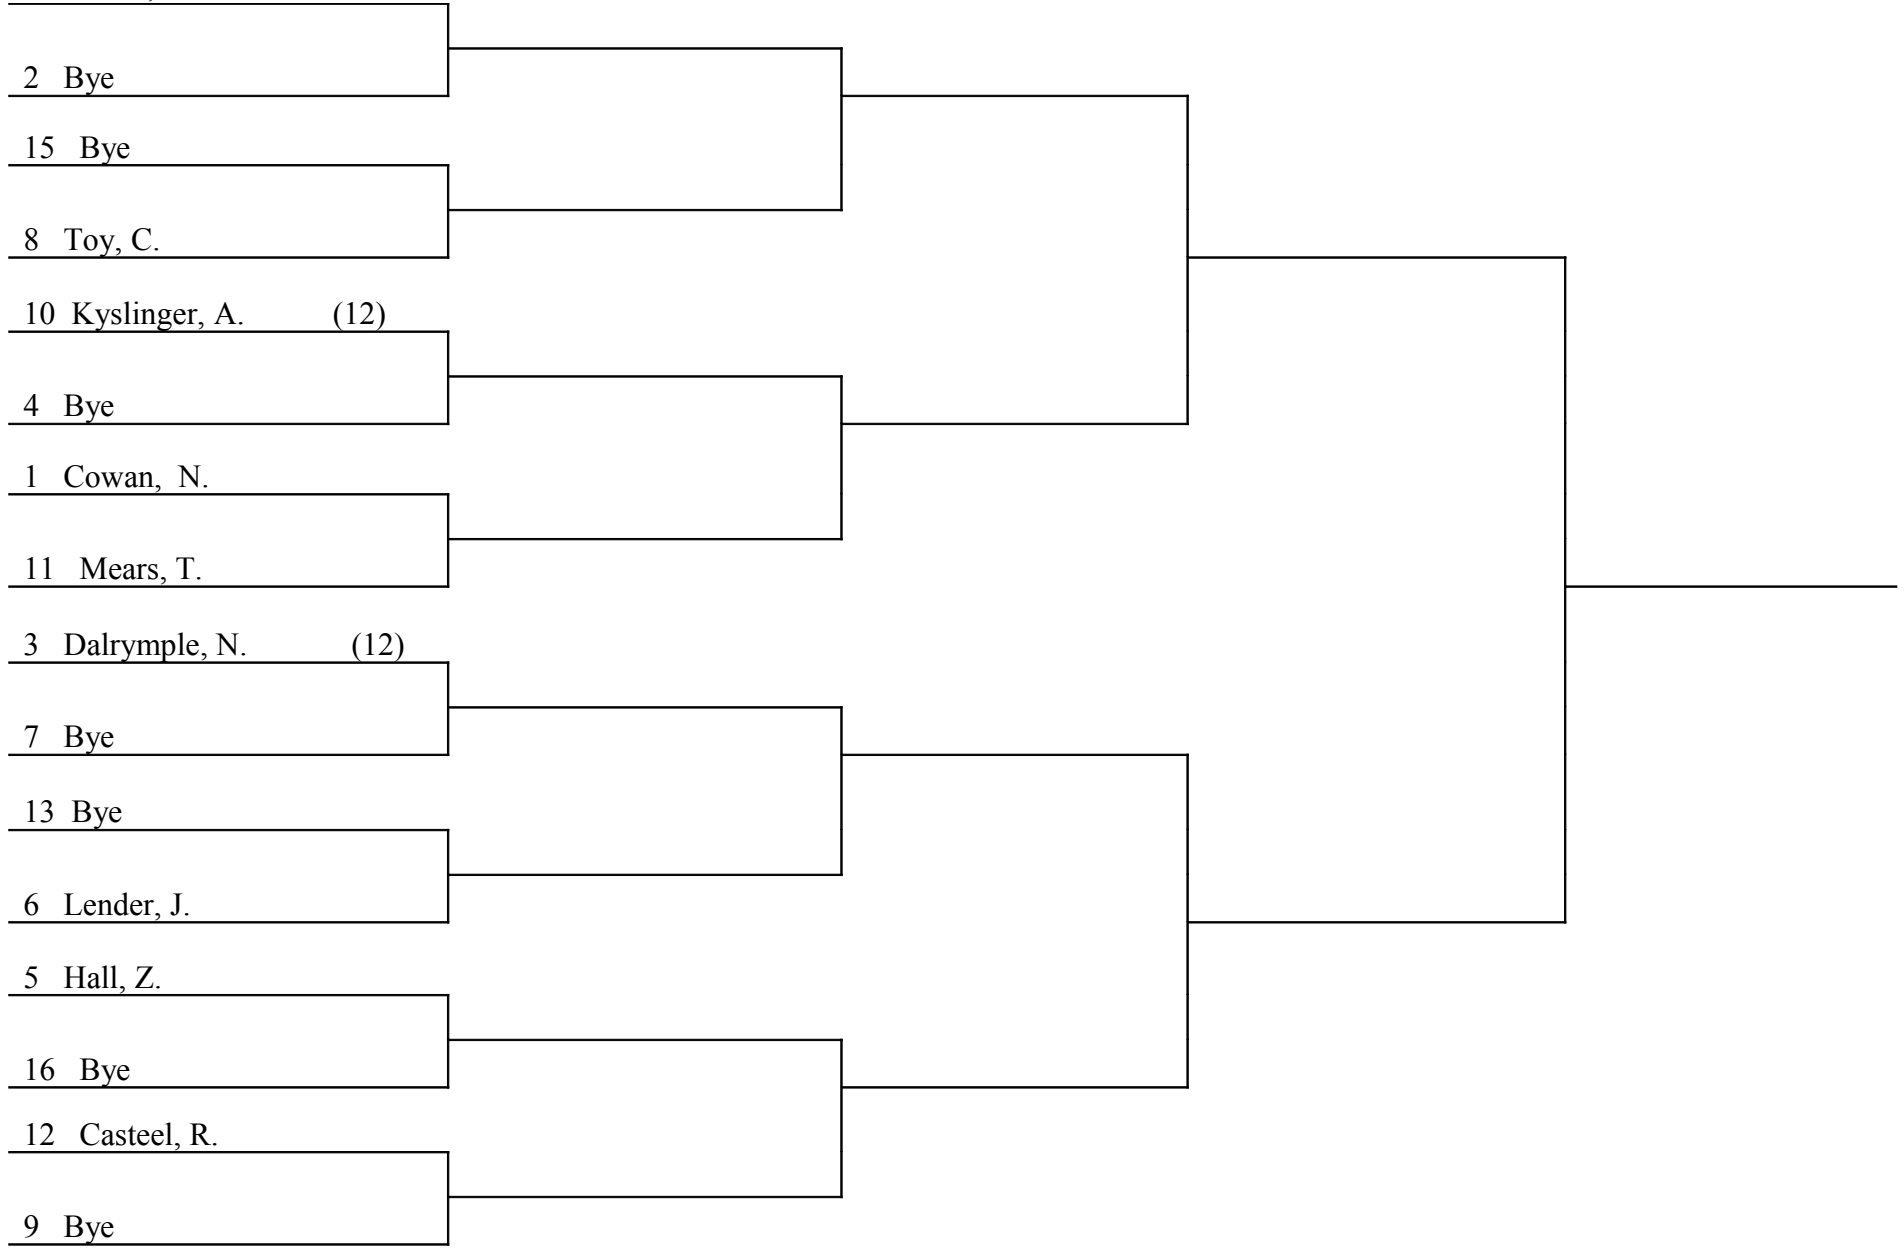 2 Bye
15 Bye
8 Toy, C.
10 Kyslinger, A. (12)
4 Bye
1 Cowan, N.
11 Mears, T.
3 Dalrymple, N. (12)
7 Bye
13 Bye
6 Lender, J.
5 Hall, Z.
16 Bye
12 Casteel, R.
9 Bye